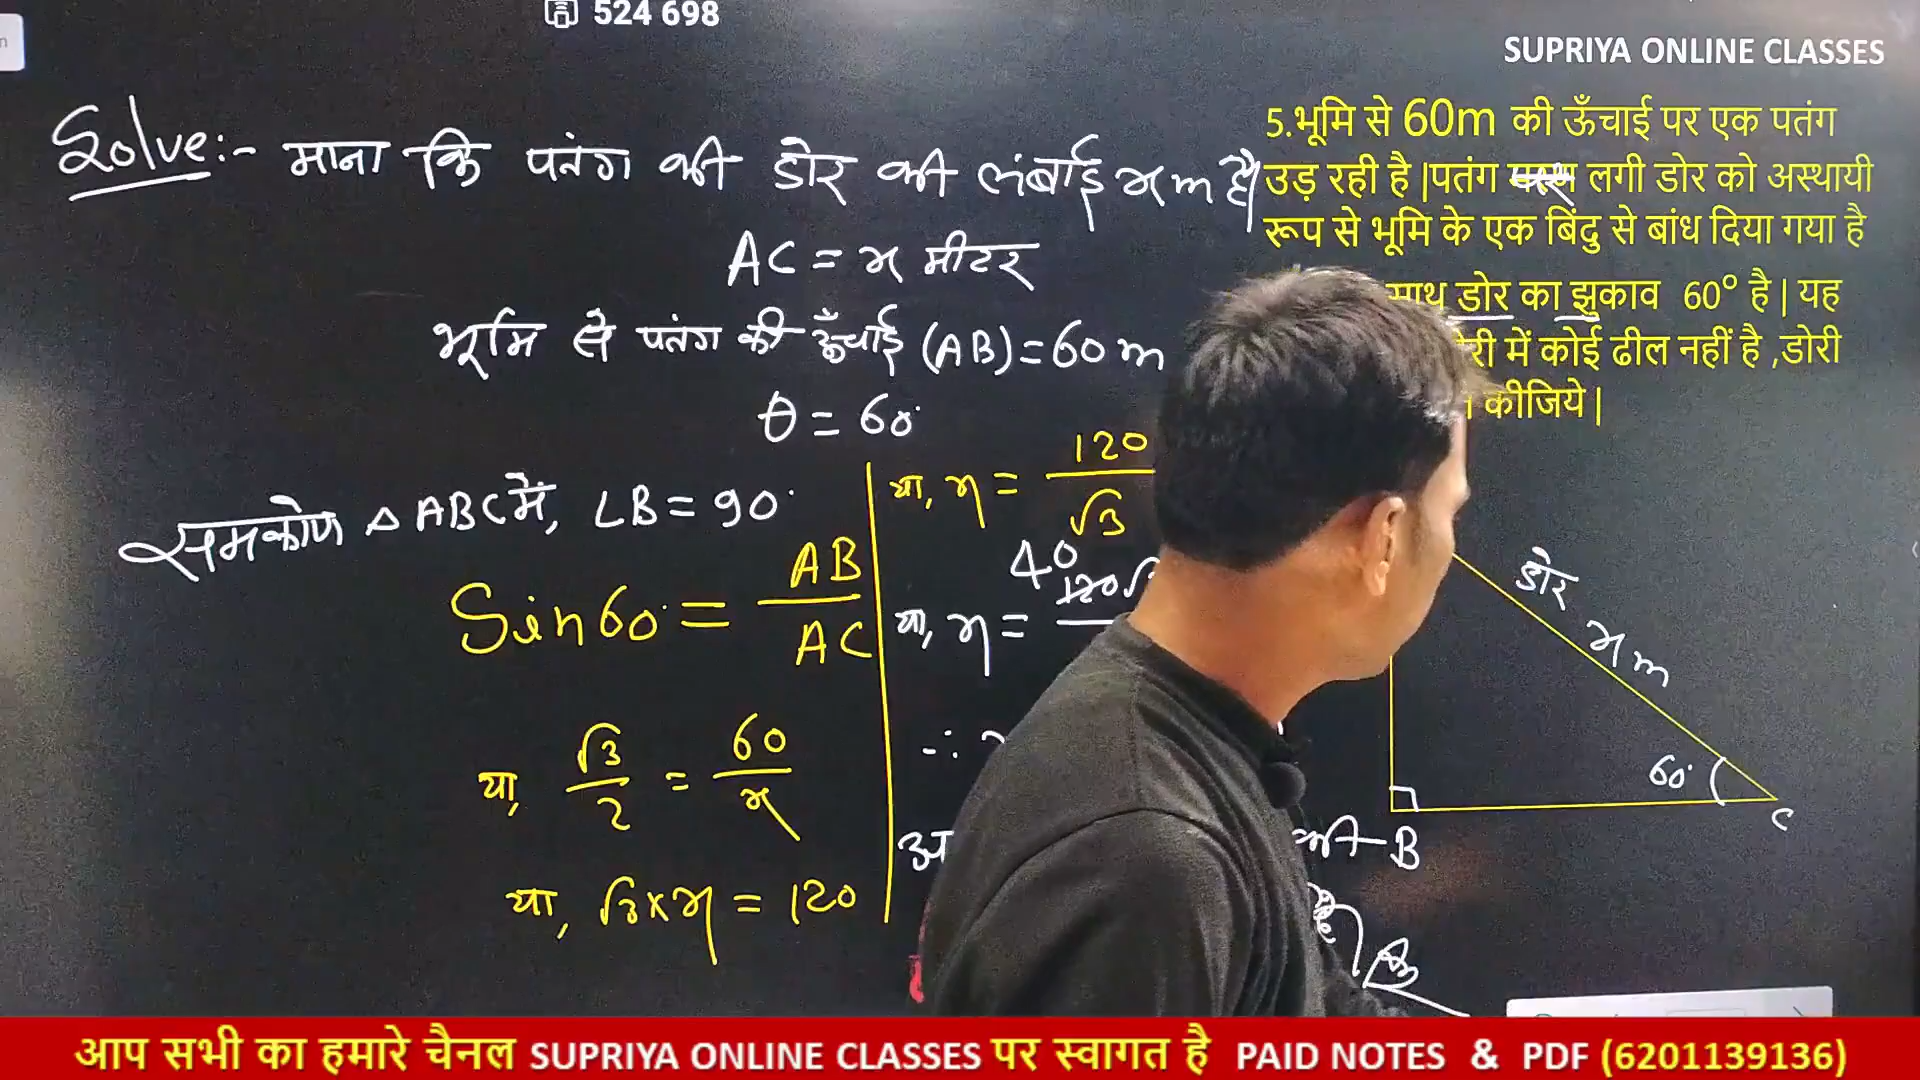 524 698
SUPRIYA ONLINE CLASSES
5.भूमि से 60m की ऊँचाई पर एक पतंग
उड़ रही है |पतंग लगी डोर को अस्थायी
रूप से भूमि के एक बिंदु से बांध दिया गया है
साथ डोर का झुकाव 60° है | यह
में कोई ढील नहीं है ,डोरी
कीजिये |
Solve:- माना कि पतंग की डोर की लंबाई x m है|
AC = x मीटर
भूमि से पतंग की ऊँचाई (AB) = 60 m
θ = 60°
समकोण △ ABC में, ∠B = 90°
Sin 60° = AB/AC
या, √3/2 = 60/x
या, √3 × x = 120
या, x = 120/√3
40
या, x = 120√
∴
की
डोर x m
60°
B
C
आप सभी का हमारे चैनल SUPRIYA ONLINE CLASSES पर स्वागत है PAID NOTES & PDF (6201139136)